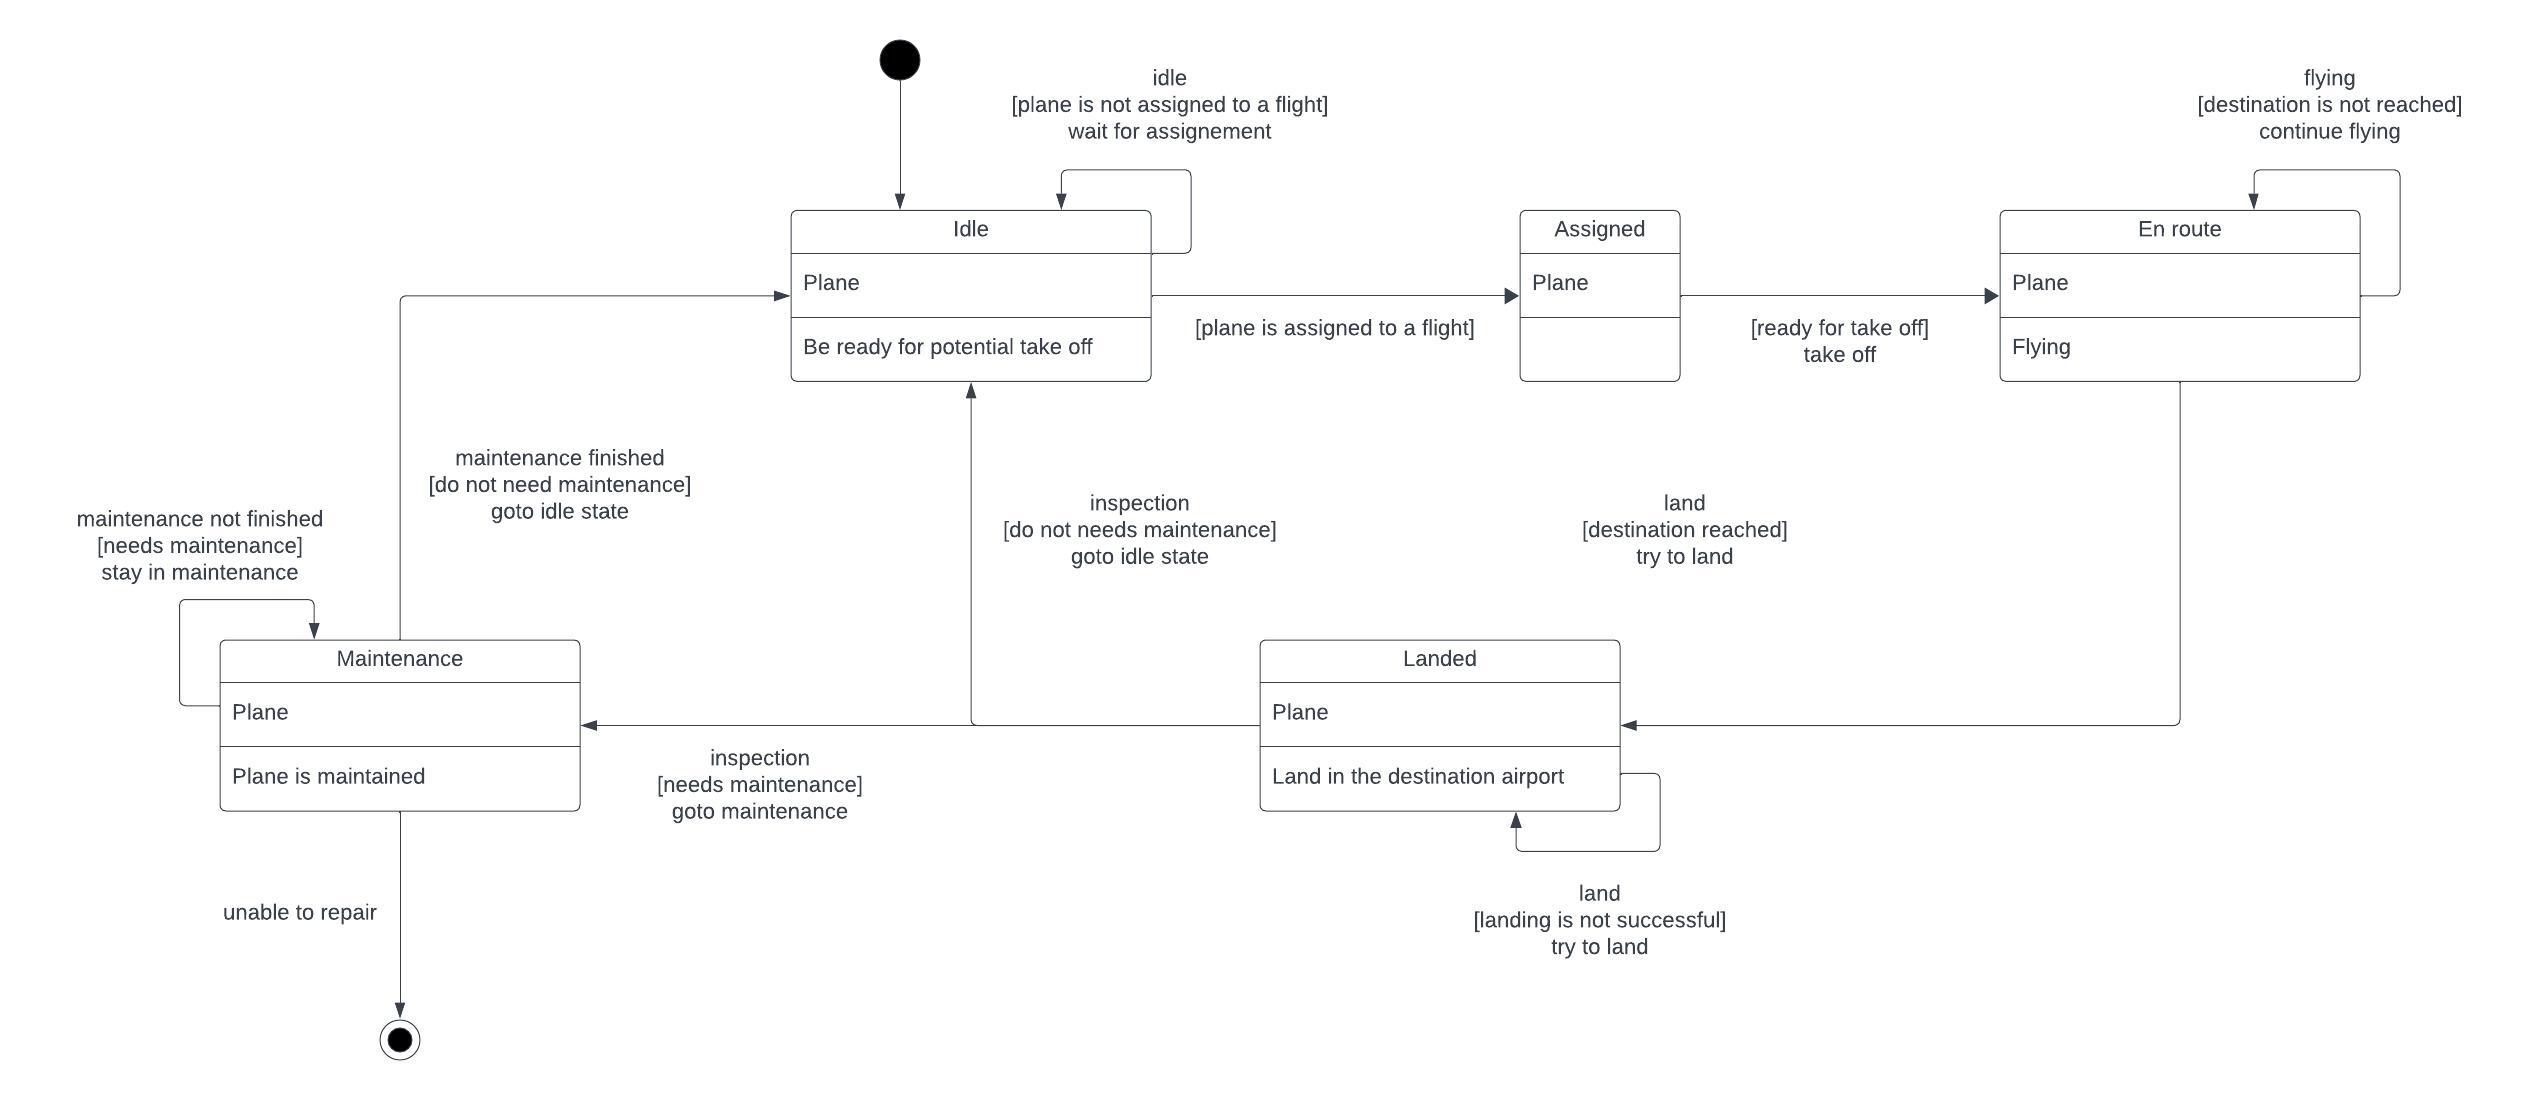 idle
[plane is not assigned to a flight]
wait for assignement
flying
[destination is not reached]
continue flying
Idle
Plane
Be ready for potential take off
[plane is assigned to a flight]
Assigned
Plane
[ready for take off]
take off
En route
Plane
Flying
maintenance finished
[do not need maintenance]
goto idle state
maintenance not finished
[needs maintenance]
stay in maintenance
inspection
[do not needs maintenance]
goto idle state
land
[destination reached]
try to land
Maintenance
Plane
Plane is maintained
inspection
[needs maintenance]
goto maintenance
Landed
Plane
Land in the destination airport
land
[landing is not successful]
try to land
unable to repair